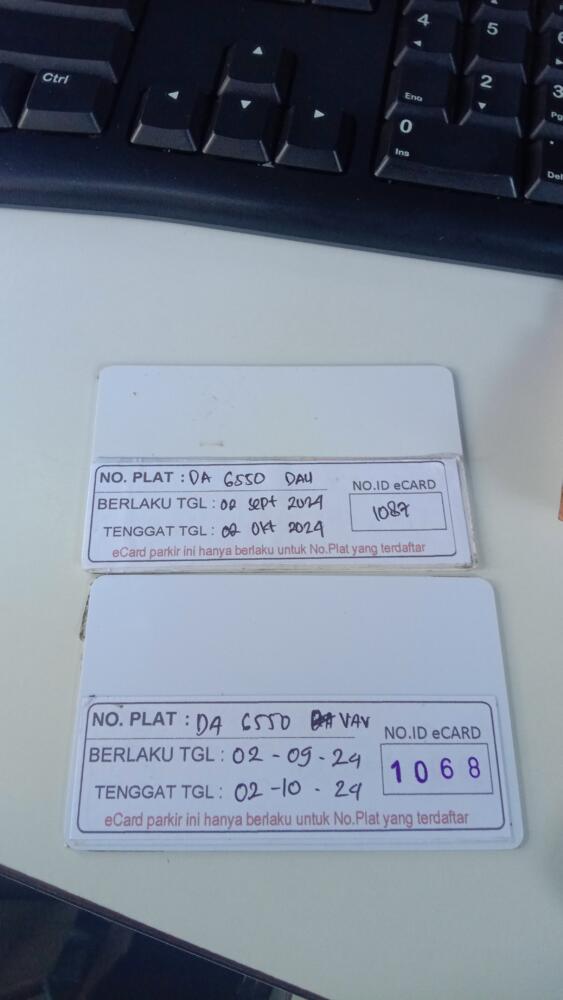 4
5
6
Ctrl
End
2
3
Pg
0
Ins
Del
NO. PLAT : DA 6550 DAU
BERLAKU TGL : 02 SEPT 2024
NO.ID eCARD
1087
TENGGAT TGL : 02 OKT 2024
eCard parkir ini hanya berlaku untuk No.Plat yang terdaftar
NO. PLAT : DA 6550 VAV
NO.ID eCARD
BERLAKU TGL : 02 - 09 - 24
1068
TENGGAT TGL : 02 - 10 - 24
eCard parkir ini hanya berlaku untuk No.Plat yang terdaftar